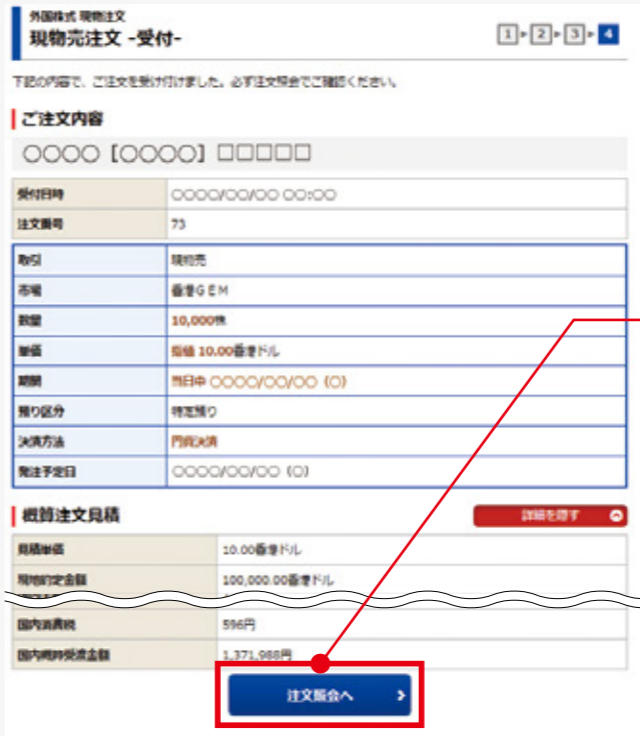 外国株式 現物注文
現物売注文 -受付-
1 2 3 4
下記の内容で、ご注文を受け付けました。必ず注文照会でご確認ください。
ご注文内容
○○○○ [○○○○] □□□□□
受付日時 ○○○○/○○/○○ ○○:○○
注文番号 73
取引 現物売
市場 香港GEM
数量 10,000株
単価 指値 10.00香港ドル
期間 当日中 ○○○○/○○/○○ (○)
預り区分 特定預り
決済方法 円貨決済
発注予定日 ○○○○/○○/○○ (○)
概算注文見積 詳細を隠す
見積単価 10.00香港ドル
現地約定金額 100,000.00香港ドル
国内消費税 596円
国内概算受渡金額 1,371,988円
注文照会へ